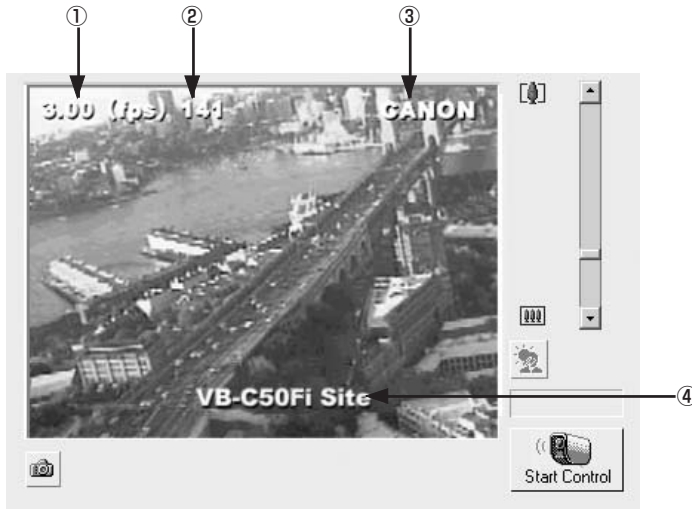 ① ② ③
3.00 (fps) 141 CANON
VB-C50Fi Site ④
Start Control